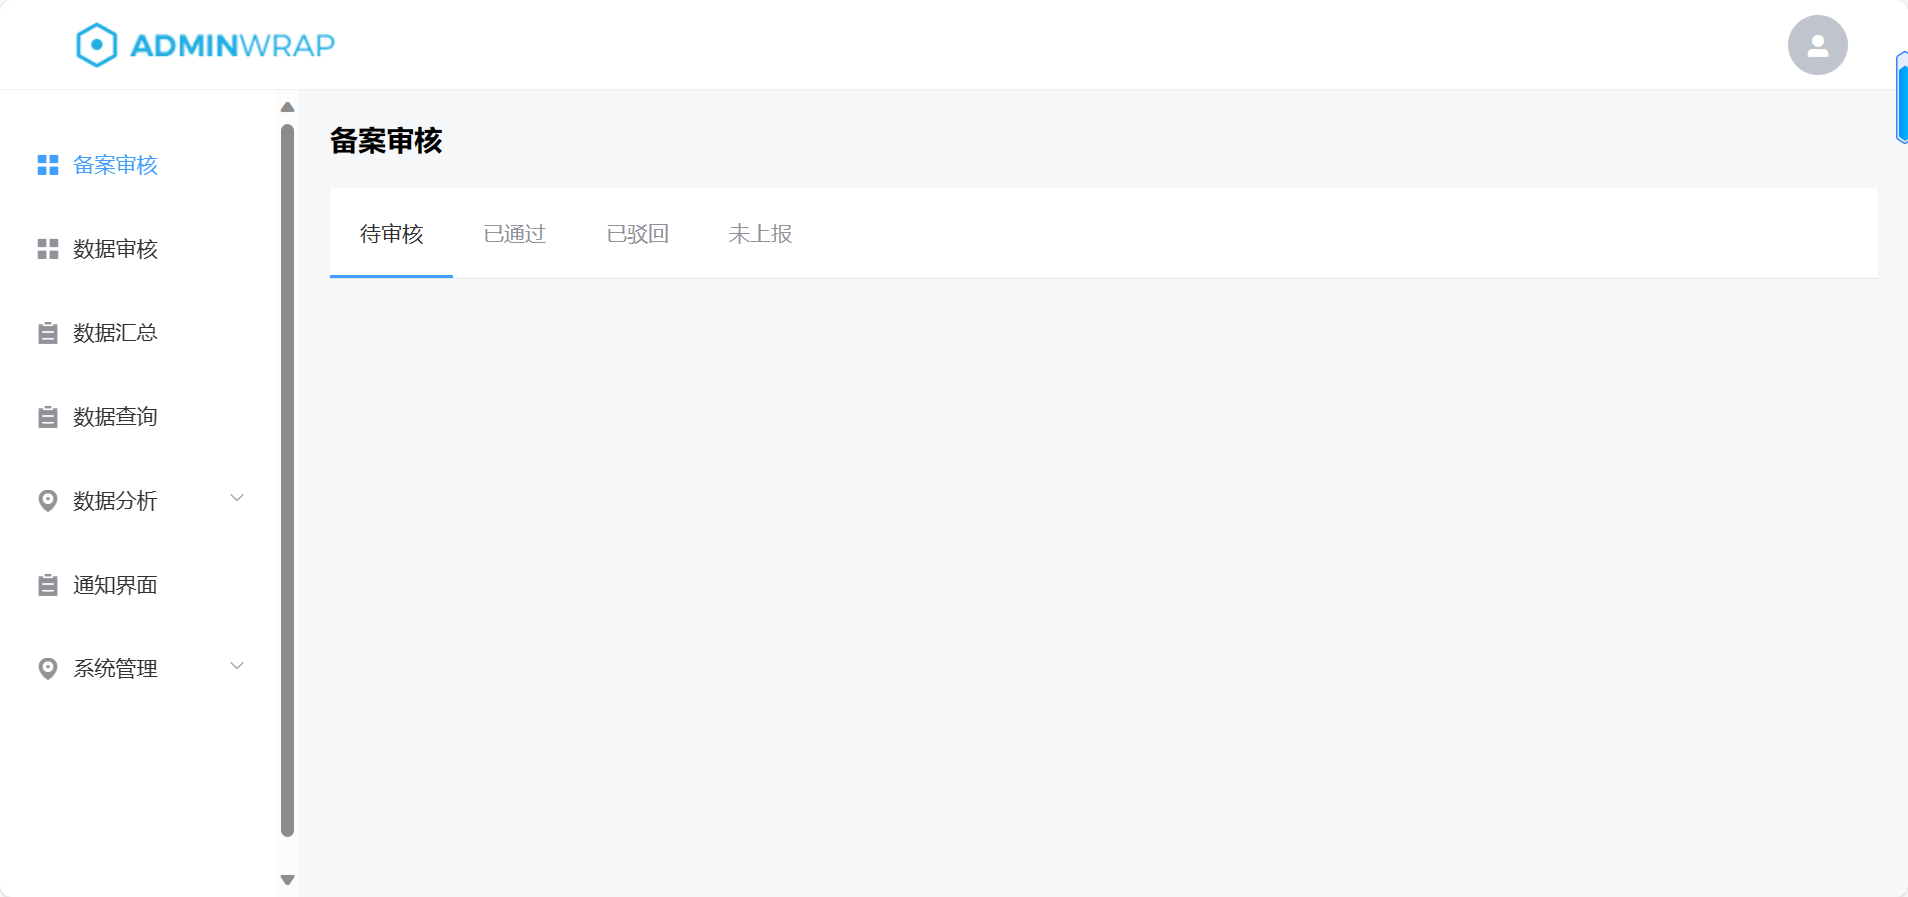 ADMINWRAP
备案审核
数据审核
数据汇总
数据查询
数据分析
通知界面
系统管理
备案审核
待审核 已通过 已驳回 未上报